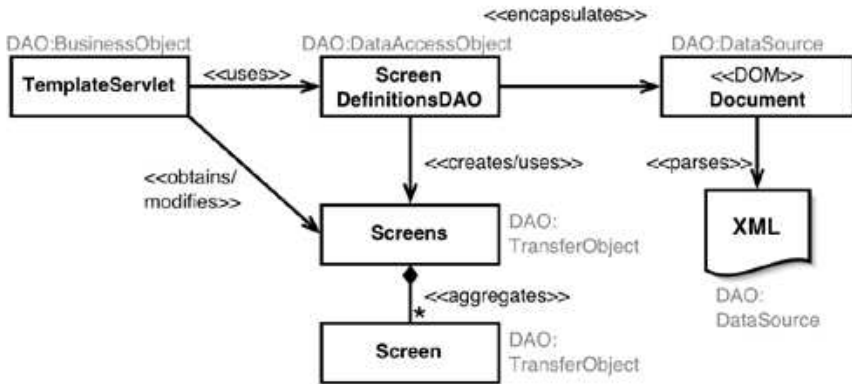 <<encapsulates>>
DAO:BusinessObject
DAO:DataAccessObject
DAO:DataSource
TemplateServlet
<<uses>>
Screen
DefinitionsDAO
<<DOM>>
Document
<<obtains/
modifies>>
<<creates/uses>>
<<parses>>
Screens
DAO:
TransferObject
XML
<<aggregates>>
*
DAO:
DataSource
Screen
DAO:
TransferObject